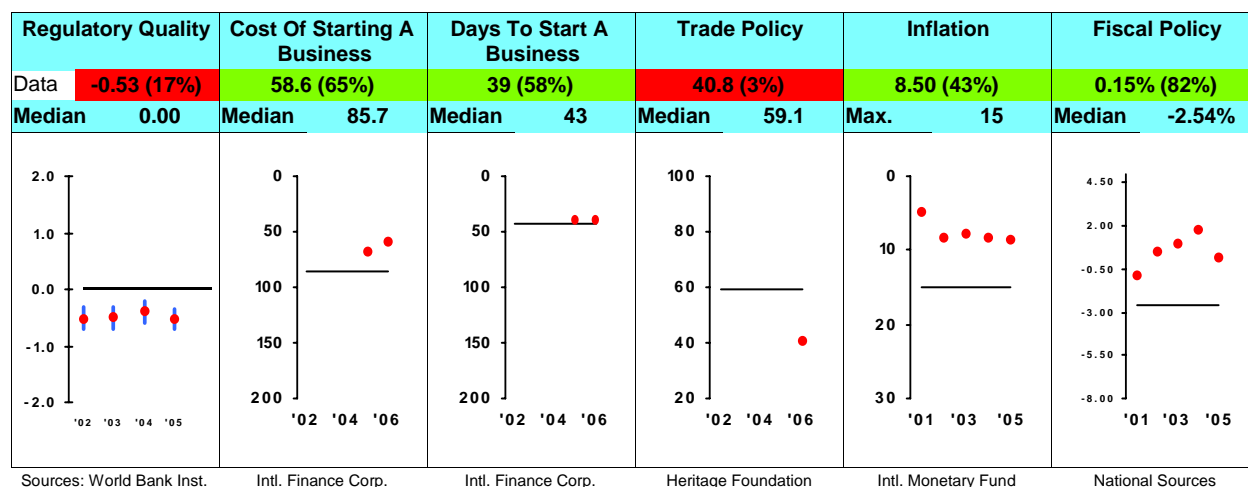 Regulatory Quality
Cost Of Starting A
Business
Days To Start A
Business
Trade Policy
Inflation
Fiscal Policy
Data -0.53 (17%) 58.6 (65%) 39 (58%) 40.8 (3%) 8.50 (43%) 0.15% (82%)
Median 0.00 Median 85.7 Median 43 Median 59.1 Max. 15 Median -2.54%
2.0
1.0
0.0
-1.0
-2.0
'02 '03 '04 '05
0
50
100
150
200
'02 '04 '06
0
50
100
150
200
'02 '04 '06
100
80
60
40
20
'02 '04 '06
0
10
20
30
'01 '03 '05
4.50
2.00
-0.50
-3.00
-5.50
-8.00
'01 '03 '05
Sources: World Bank Inst. Intl. Finance Corp. Intl. Finance Corp. Heritage Foundation Intl. Monetary Fund National Sources